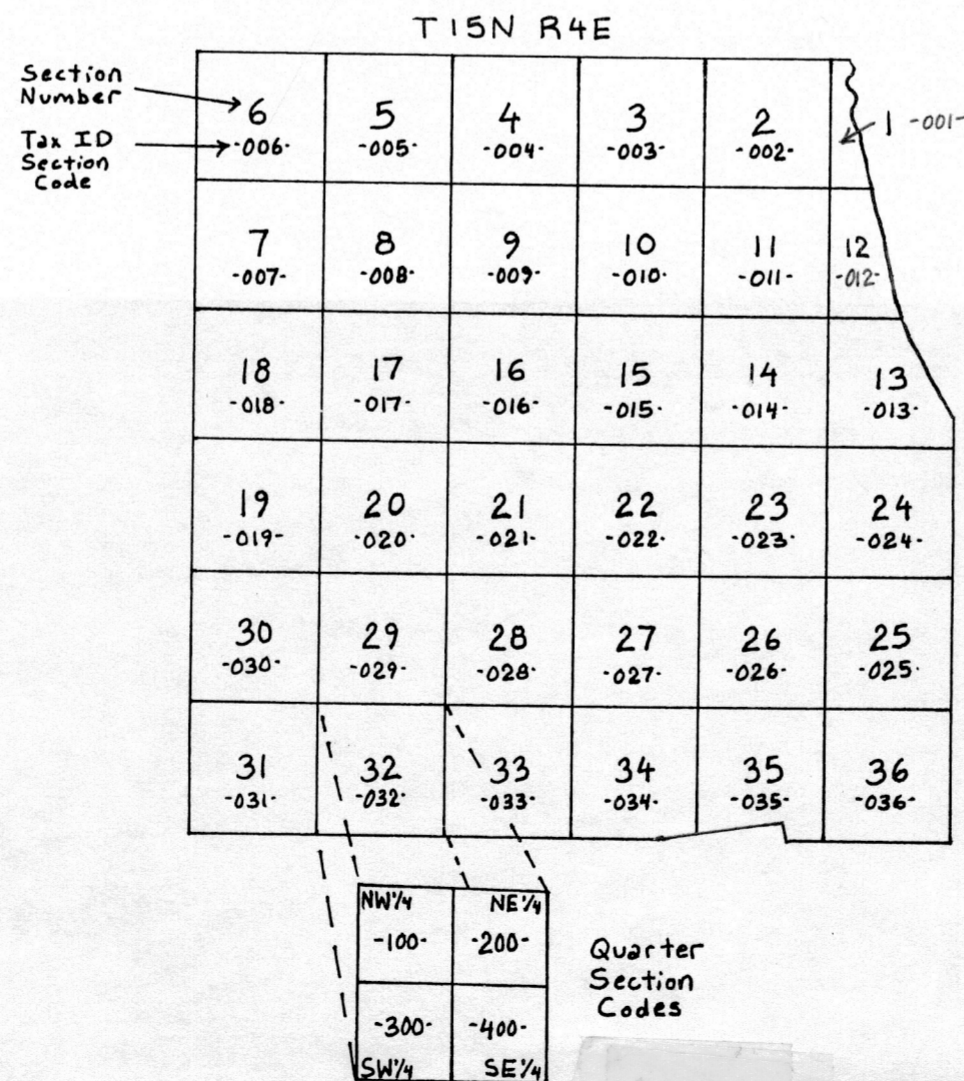 T15N R4E
Section
Number
Tax ID
Section
Code
6 5 4 3 2 1 -001-
-006- -005- -004- -003- -002-
7 8 9 10 11 12
-007- -008- -009- -010- -011- -012-
18 17 16 15 14 13
-018- -017- -016- -015- -014- -013-
19 20 21 22 23 24
-019- -020- -021- -022- -023- -024-
30 29 28 27 26 25
-030- -029- -028- -027- -026- -025-
31 32 33 34 35 36
-031- -032- -033- -034- -035- -036-
NW1/4 NE1/4
-100- -200-
-300- -400-
SW1/4 SE1/4
Quarter
Section
Codes